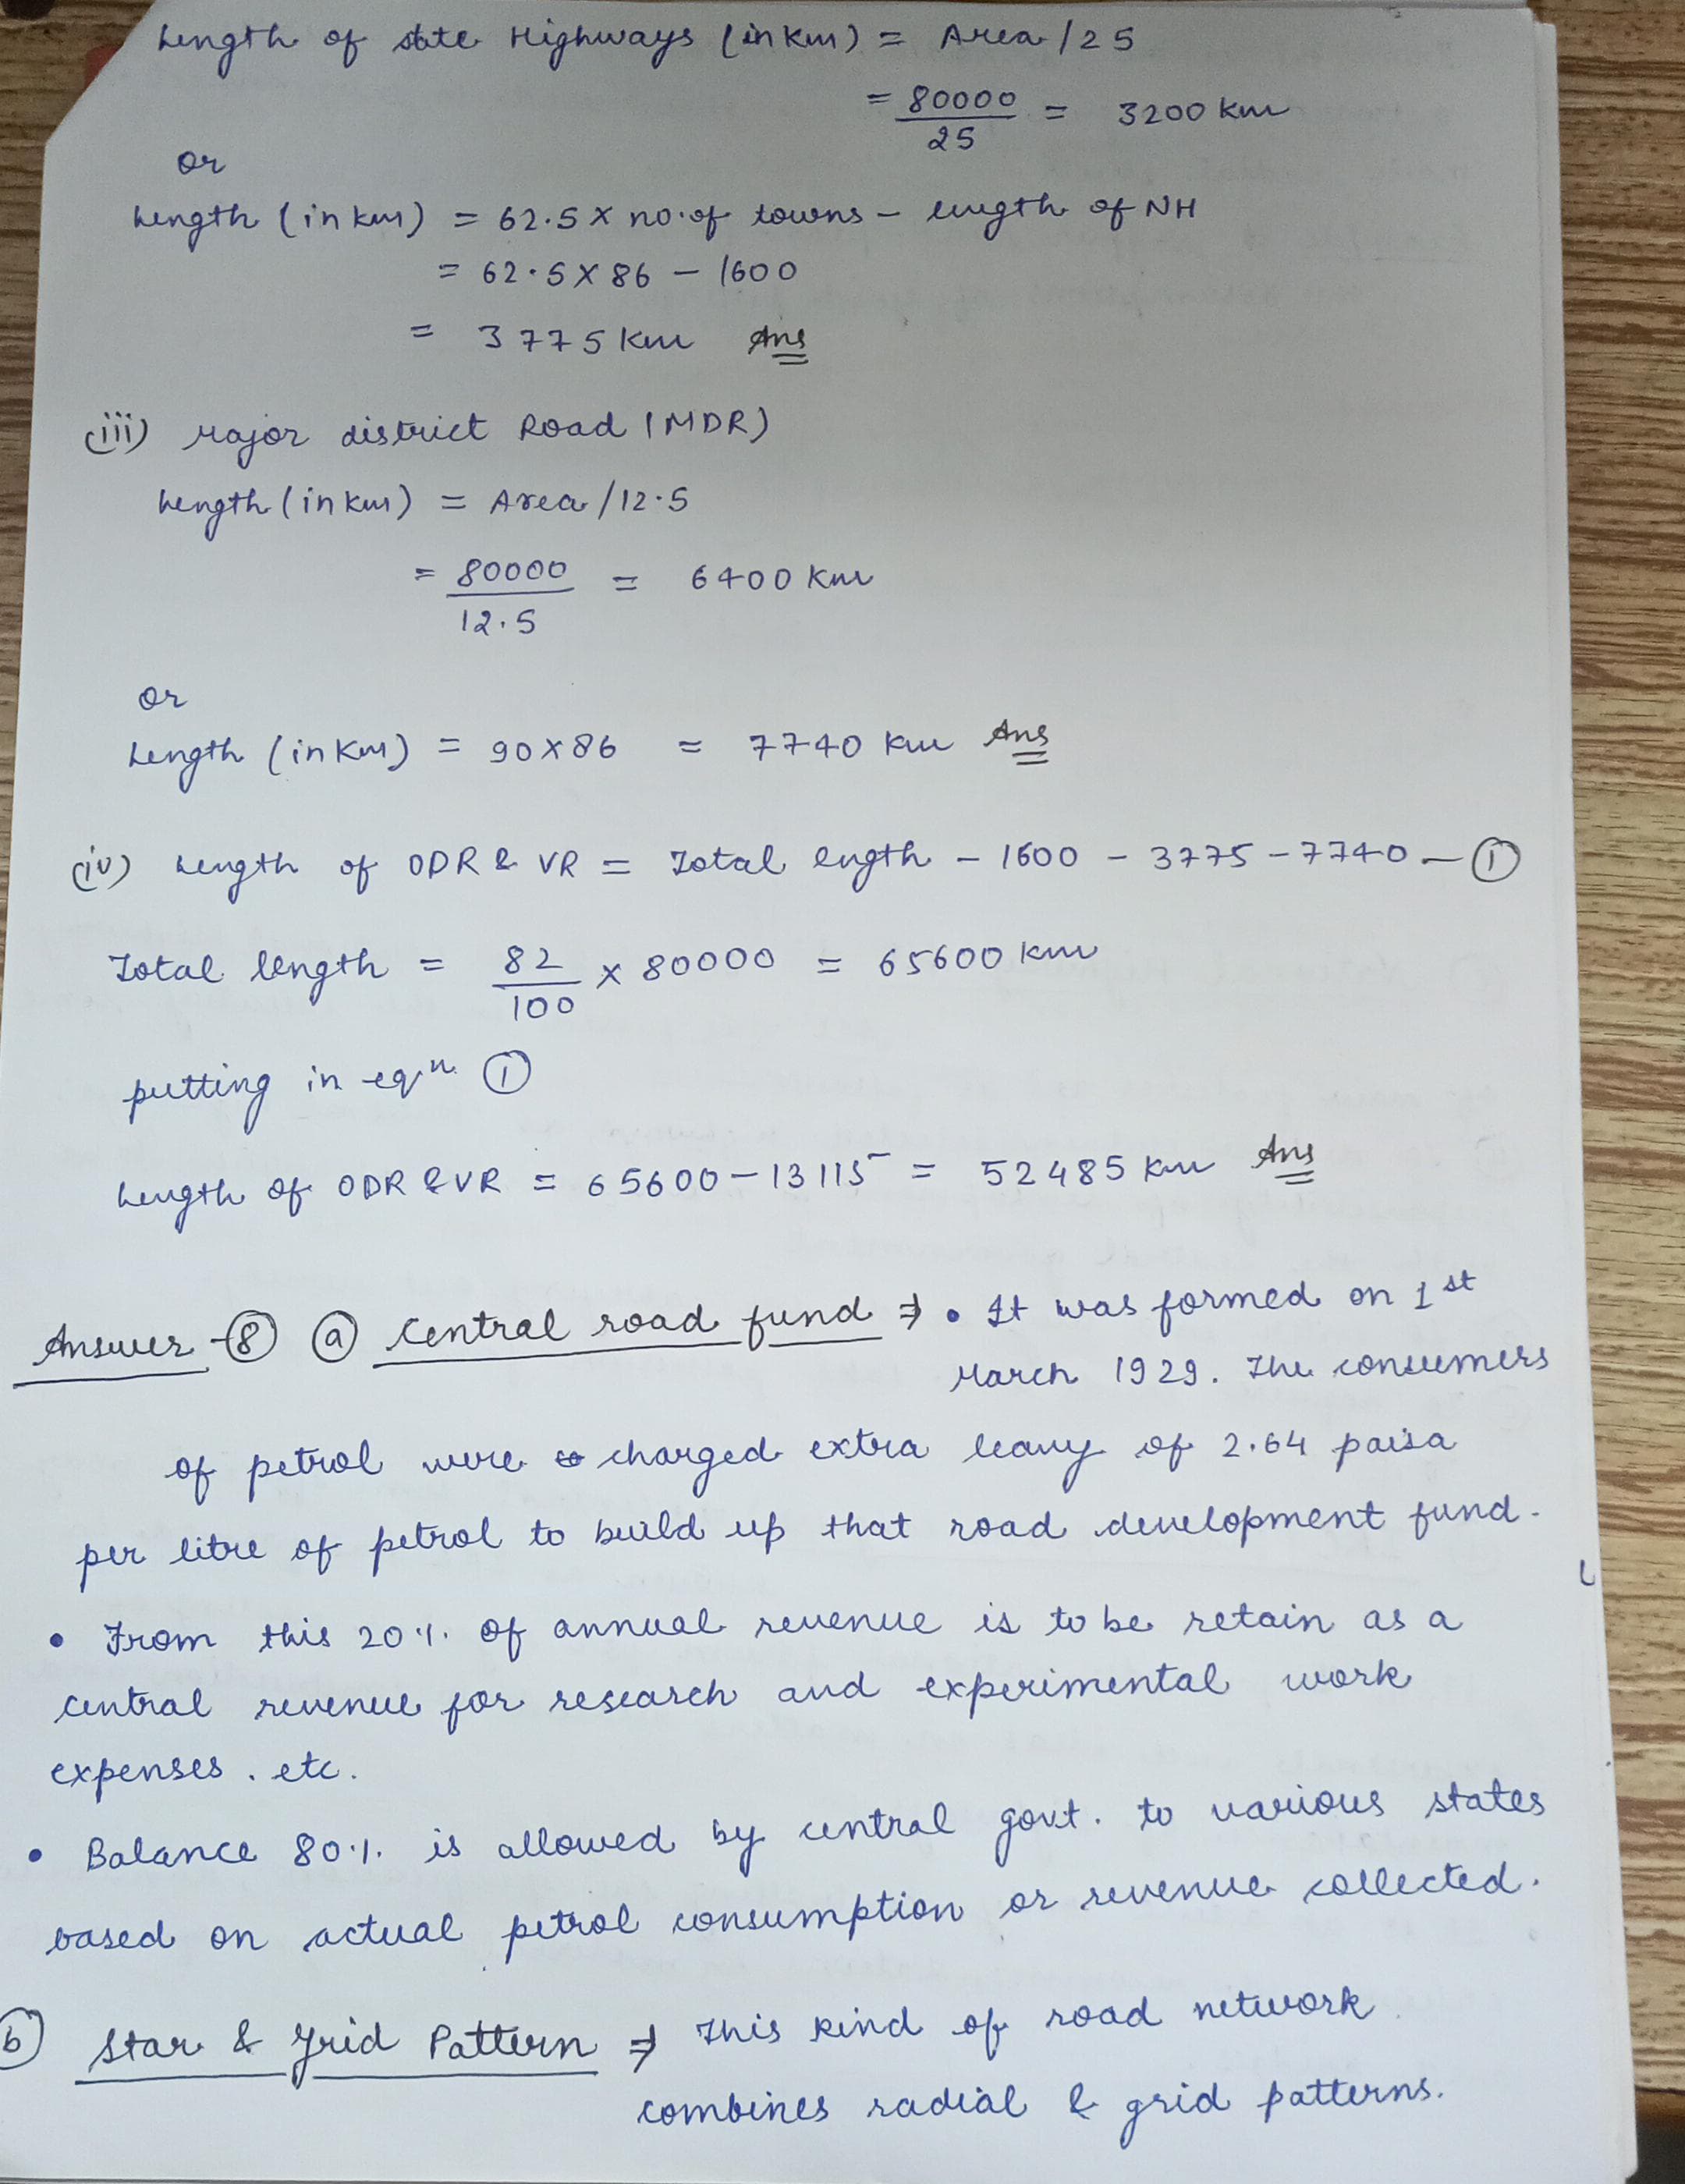 Length of state Highways (in km) = Area /25
= 80000/25 = 3200 km
or
Length (in km) = 62.5 x no. of towns - length of NH
= 62.5 X 86 - 1600
= 3775 km Ans
(iii) Major district Road (MDR)
Length (in km) = Area /12.5
= 80000/12.5 = 6400 km
or
Length (in km) = 90 x 86 = 7740 km Ans
(iv) Length of ODR & VR = Total length - 1600 - 3775 - 7740 - ①
Total length = 82/100 x 80000 = 65600 km
putting in eqn. ①
Length of ODR & VR = 65600 - 13115 = 52485 km Ans
Answer - ⑧ ⓐ Central road fund ⇒ • It was formed on 1st
March 1929. The consumers
of petrol were charged extra leavy of 2.64 paisa
per litre of petrol to build up that road development fund.
• From this 20%. of annual revenue is to be retain as a
central revenue for research and experimental work
expenses. etc.
• Balance 80%. is allowed by central govt. to various states
based on actual petrol consumption or revenue collected.
ⓑ Star & Grid Pattern ⇒ This kind of road network
combines radial & grid patterns.